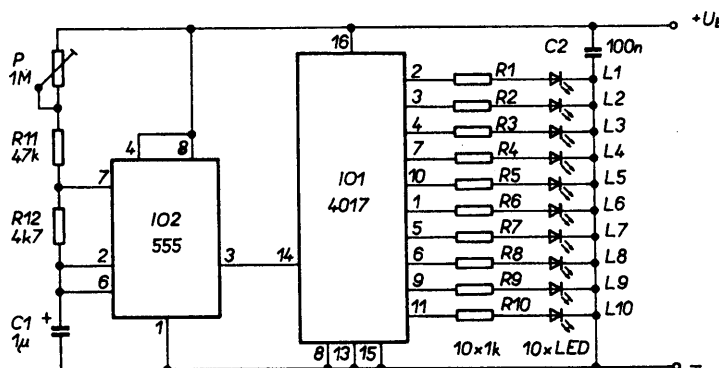 +U
P
1M
R11
47k
R12
4k7
C1 +
1µ
4
8
7
2
6
1
3
IO2
555
16
14
IO1
4017
8
13
15
2
3
4
7
10
1
5
6
9
11
R1
R2
R3
R4
R5
R6
R7
R8
R9
R10
C2
100n
L1
L2
L3
L4
L5
L6
L7
L8
L9
L10
10×1k
10×LED
–